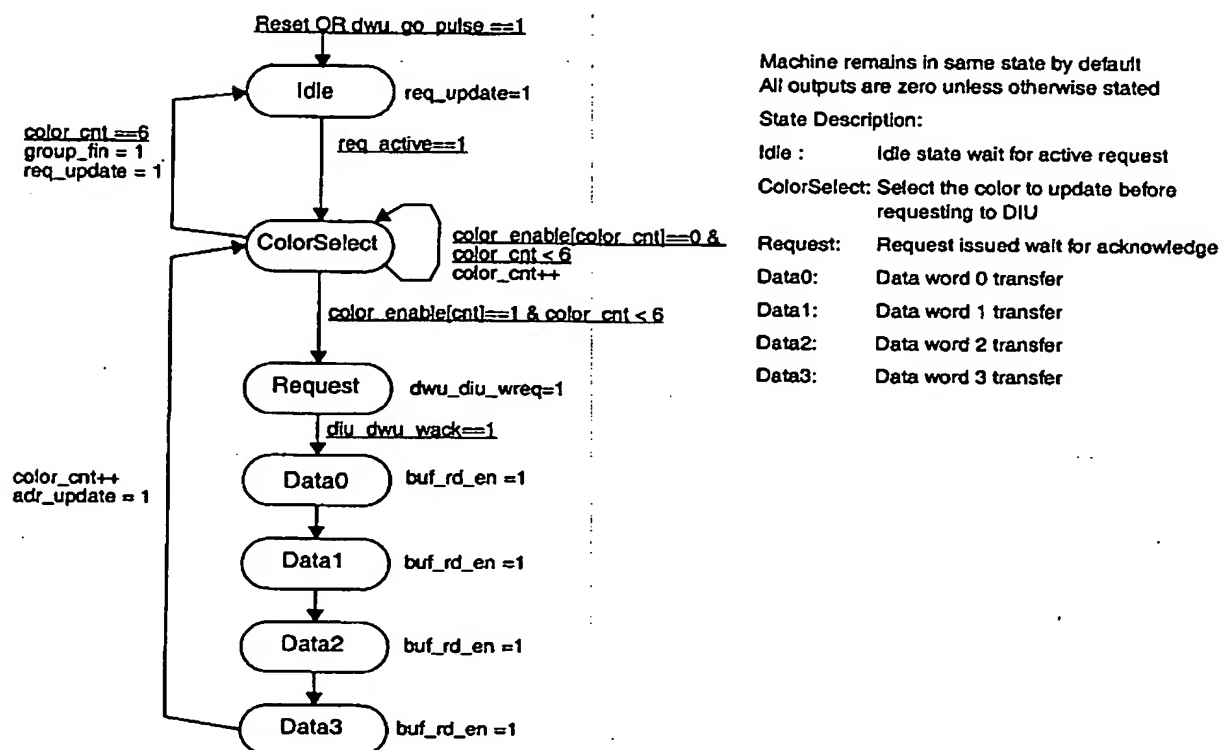 Reset OR dwu_go_pulse ==1
Idle
req_update=1
color_cnt ==6
group_fin = 1
req_update = 1
req_active==1
ColorSelect
color_enable[color_cnt]==0 &
color_cnt < 6
color_cnt++
color_enable[cnt]==1 & color_cnt < 6
Request
dwu_diu_wreq=1
diu_dwu_wack==1
color_cnt++
adr_update = 1
Data0
buf_rd_en =1
Data1
buf_rd_en =1
Data2
buf_rd_en =1
Data3
buf_rd_en =1
Machine remains in same state by default
All outputs are zero unless otherwise stated
State Description:
Idle : Idle state wait for active request
ColorSelect: Select the color to update before
requesting to DIU
Request: Request issued wait for acknowledge
Data0: Data word 0 transfer
Data1: Data word 1 transfer
Data2: Data word 2 transfer
Data3: Data word 3 transfer